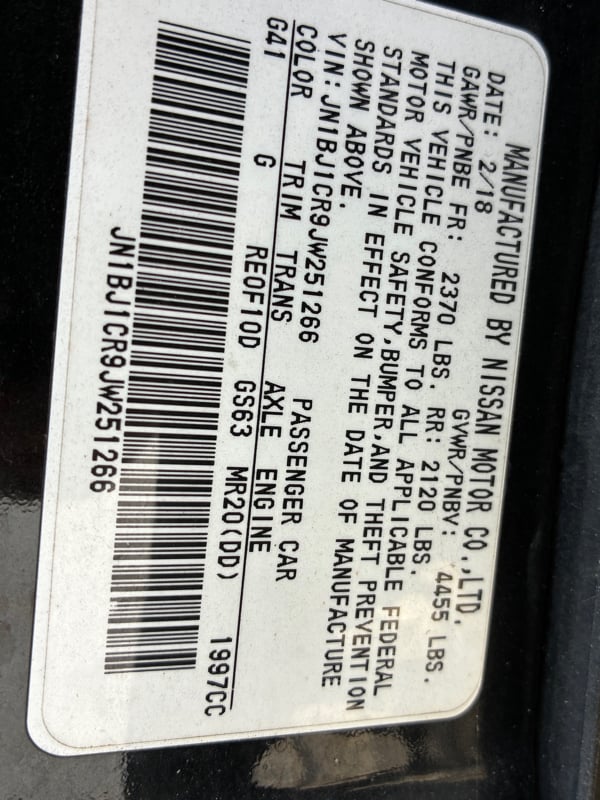 MANUFACTURED BY NISSAN MOTOR CO.,LTD.
DATE: 2/18 GVWR/PNBV: 4455 LBS.
GAWR/PNBE FR: 2370 LBS. RR: 2120 LBS.
THIS VEHICLE CONFORMS TO ALL APPLICABLE FEDERAL
MOTOR VEHICLE SAFETY,BUMPER,AND THEFT PREVENTION
STANDARDS IN EFFECT ON THE DATE OF MANUFACTURE
SHOWN ABOVE.
VIN:JN1BJ1CR9JW251266 PASSENGER CAR
COLOR TRIM TRANS AXLE ENGINE
G41 G RE0F10D GS63 MR20(DD) 1997CC
JN1BJ1CR9JW251266